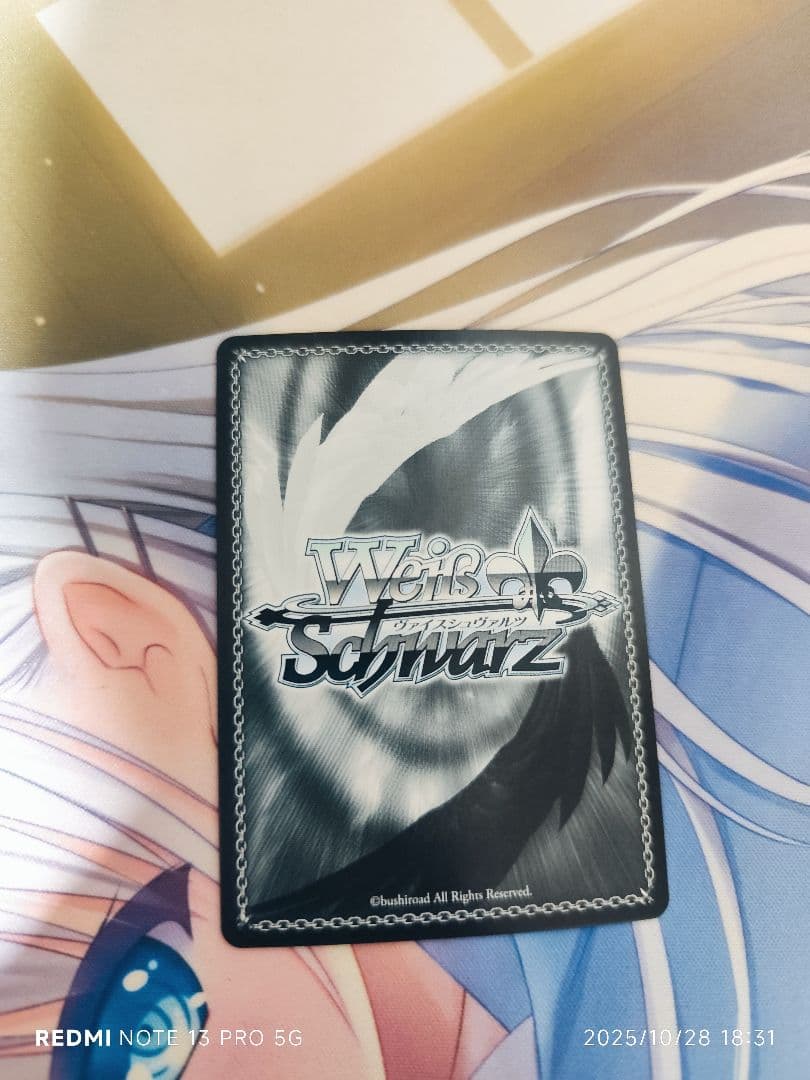 Weiß
ヴァイスシュヴァルツ
Schwarz
©bushiroad All Rights Reserved.
REDMI NOTE 13 PRO 5G
2025/10/28 18:31